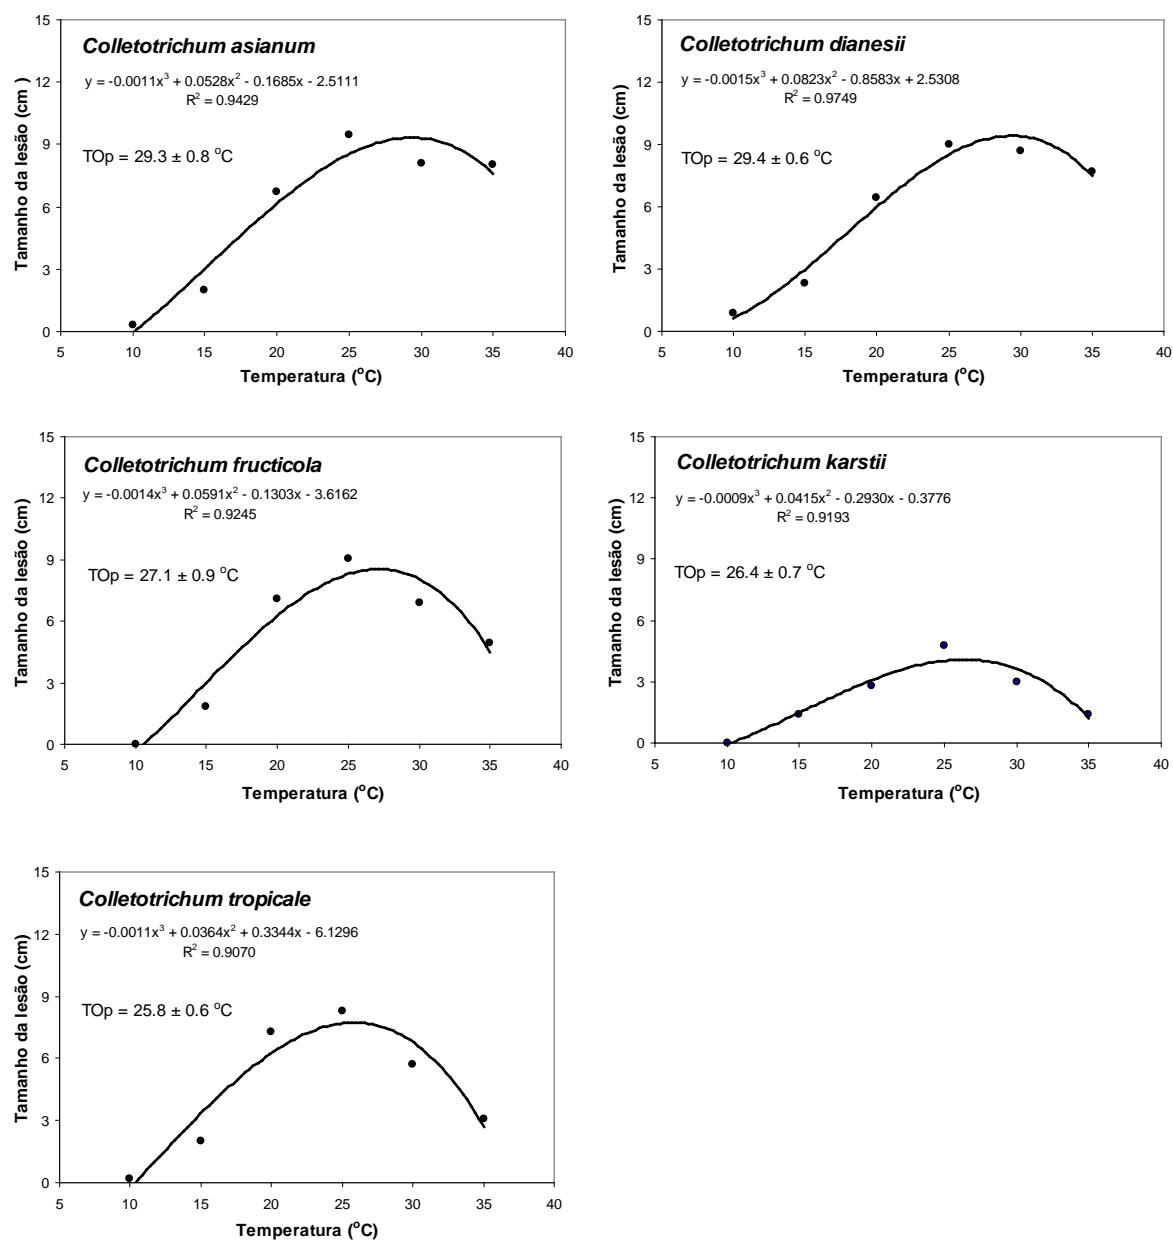 Colletotrichum asianum
y = -0.0011x³ + 0.0528x² - 0.1685x - 2.5111
R² = 0.9429
TOp = 29.3 ± 0.8 °C
Tamanho da lesão (cm )
15
12
9
6
3
0
5 10 15 20 25 30 35 40
Temperatura (°C)
Colletotrichum dianesii
y = -0.0015x³ + 0.0823x² - 0.8583x + 2.5308
R² = 0.9749
TOp = 29.4 ± 0.6 °C
Tamanho da lesão (cm)
15
12
9
6
3
0
5 10 15 20 25 30 35 40
Temperatura (°C)
Colletotrichum fructicola
y = -0.0014x³ + 0.0591x² - 0.1303x - 3.6162
R² = 0.9245
TOp = 27.1 ± 0.9 °C
Tamanho da lesão (cm)
15
12
9
6
3
0
5 10 15 20 25 30 35 40
Temperatura (°C)
Colletotrichum karstii
y = -0.0009x³ + 0.0415x² - 0.2930x - 0.3776
R² = 0.9193
TOp = 26.4 ± 0.7 °C
Tamanho da lesão (cm)
15
12
9
6
3
0
5 10 15 20 25 30 35 40
Temperatura (°C)
Colletotrichum tropicale
y = -0.0011x³ + 0.0364x² + 0.3344x - 6.1296
R² = 0.9070
TOp = 25.8 ± 0.6 °C
Tamanho da lesão (cm)
15
12
9
6
3
0
5 10 15 20 25 30 35 40
Temperatura (°C)